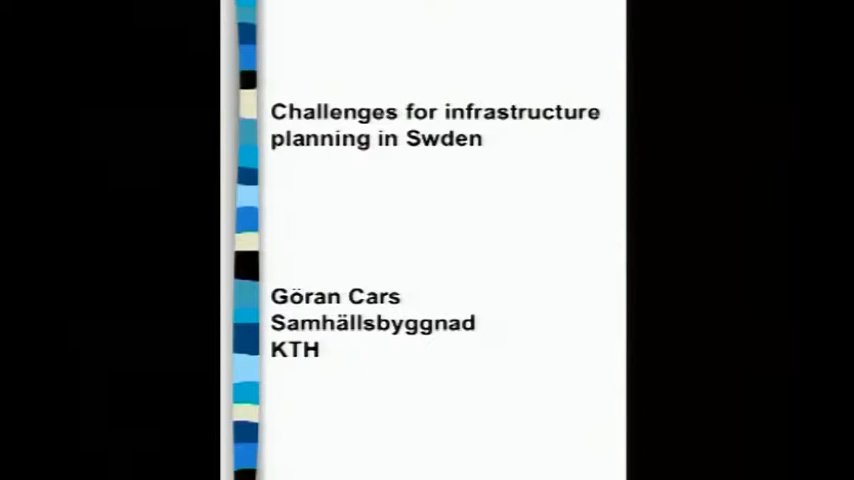 Challenges for infrastructure
planning in Swden
Göran Cars
Samhällsbyggnad
KTH